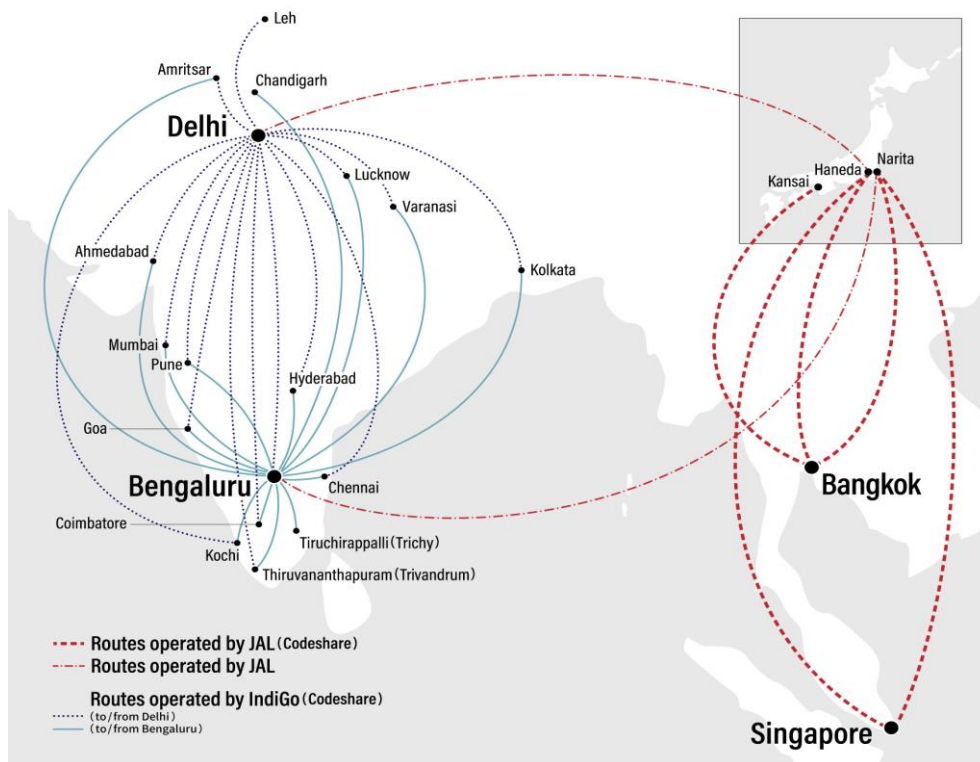 Leh
Amritsar
Chandigarh
Delhi
Lucknow
Varanasi
Ahmedabad
Kolkata
Mumbai
Pune
Hyderabad
Goa
Bengaluru
Chennai
Coimbatore
Kochi
Tiruchirappalli (Trichy)
Thiruvananthapuram (Trivandrum)
Haneda
Narita
Kansai
Bangkok
Singapore
Routes operated by JAL (Codeshare)
Routes operated by JAL
Routes operated by IndiGo (Codeshare)
(to/from Delhi)
(to/from Bengaluru)